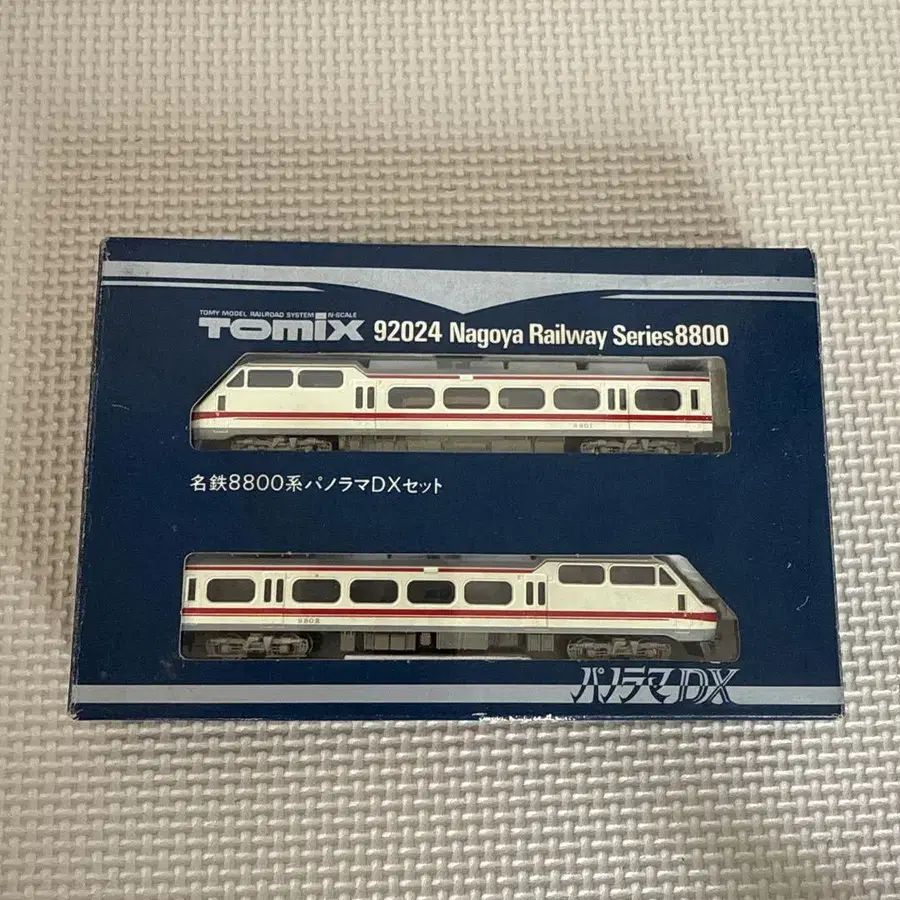 TOMY MODEL RAILROAD SYSTEM N-SCALE
TOMIX 92024 Nagoya Railway Series8800
8801
名鉄8800系パノラマDXセット
8802
パノラマDX